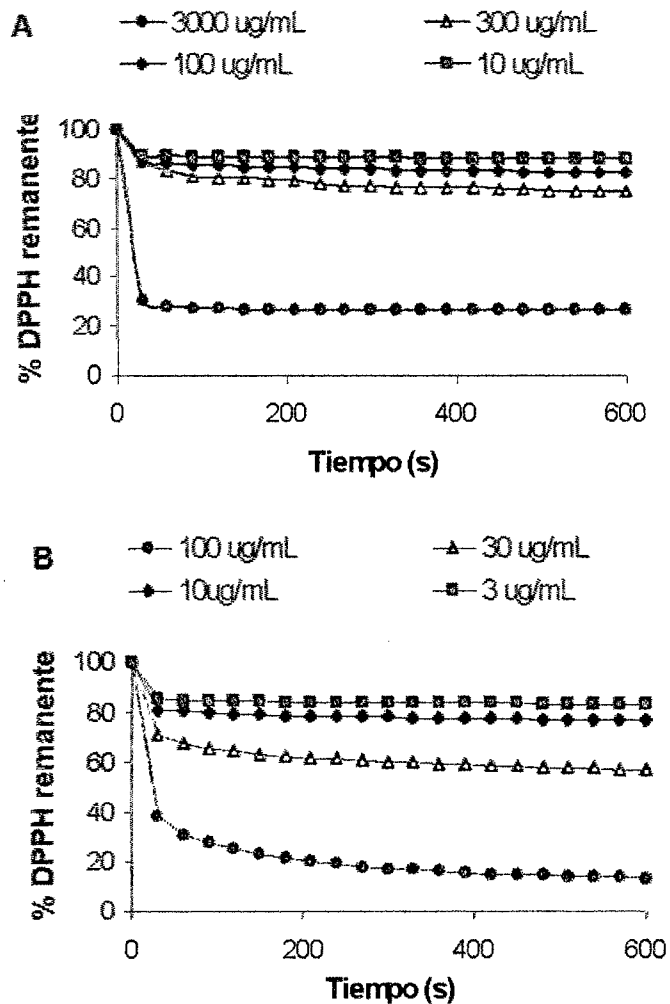 A
3000 ug/mL 300 ug/mL
100 ug/mL 10 ug/mL
% DPPH remanente
100
80
60
40
20
0
0 200 400 600
Tiempo (s)
B
100 ug/mL 30 ug/mL
10ug/mL 3 ug/mL
% DPPH remanente
100
80
60
40
20
0
0 200 400 600
Tiempo (s)